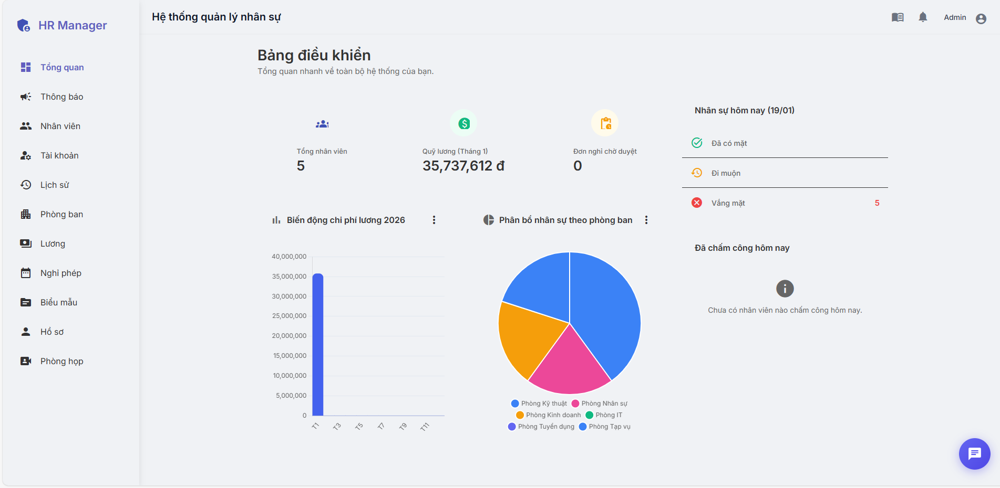 HR Manager
Hệ thống quản lý nhân sự
Admin
Tổng quan
Thông báo
Nhân viên
Tài khoản
Lịch sử
Phòng ban
Lương
Nghỉ phép
Biểu mẫu
Hồ sơ
Phòng họp
Bảng điều khiển
Tổng quan nhanh về toàn bộ hệ thống của bạn.
Tổng nhân viên
5
Quỹ lương (Tháng 1)
35,737,612 đ
Đơn nghỉ chờ duyệt
0
Biến động chi phí lương 2026
40,000,000
35,000,000
30,000,000
25,000,000
20,000,000
15,000,000
10,000,000
5,000,000
0
T1 T3 T5 T7 T9 T11
Phân bổ nhân sự theo phòng ban
Phòng Kỹ thuật Phòng Nhân sự
Phòng Kinh doanh Phòng IT
Phòng Tuyển dụng Phòng Tạp vụ
Nhân sự hôm nay (19/01)
Đã có mặt
Đi muộn
Vắng mặt 5
Đã chấm công hôm nay
Chưa có nhân viên nào chấm công hôm nay.